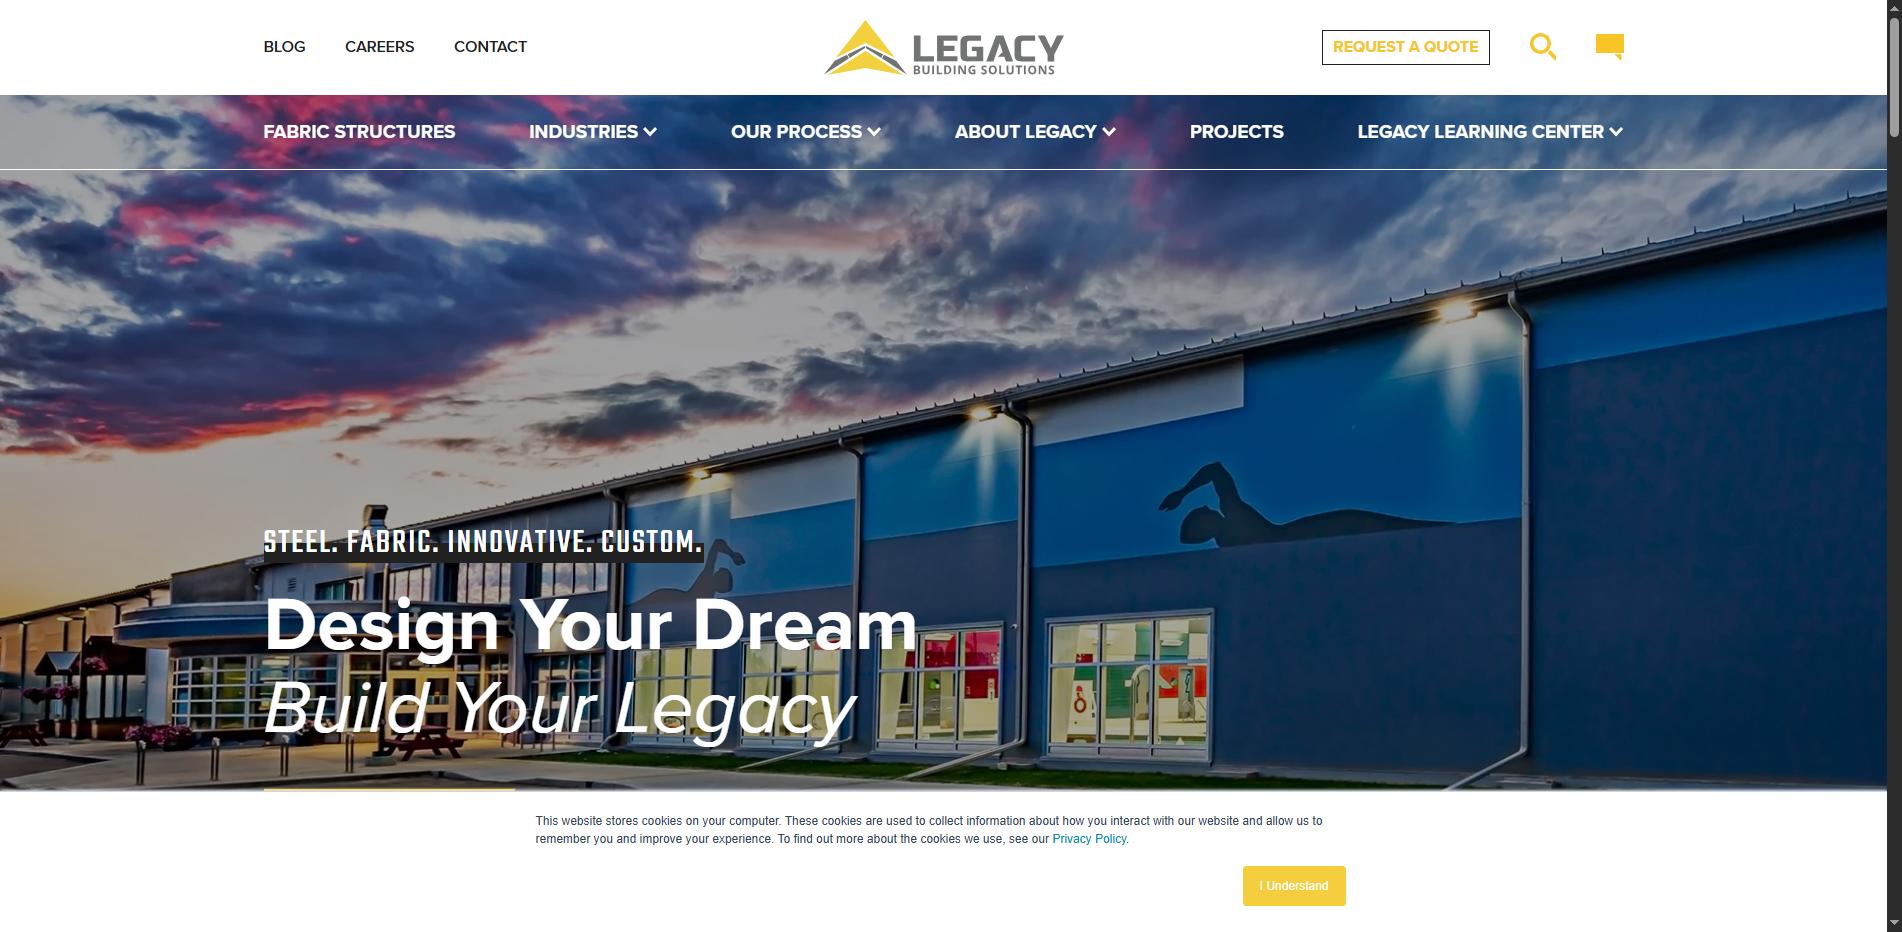 BLOG
CAREERS
CONTACT
LEGACY
BUILDING SOLUTIONS
REQUEST A QUOTE
FABRIC STRUCTURES
INDUSTRIES
OUR PROCESS
ABOUT LEGACY
PROJECTS
LEGACY LEARNING CENTER
STEEL. FABRIC. INNOVATIVE. CUSTOM.
Design Your Dream
Build Your Legacy
This website stores cookies on your computer. These cookies are used to collect information about how you interact with our website and allow us to
remember you and improve your experience. To find out more about the cookies we use, see our Privacy Policy.
I Understand